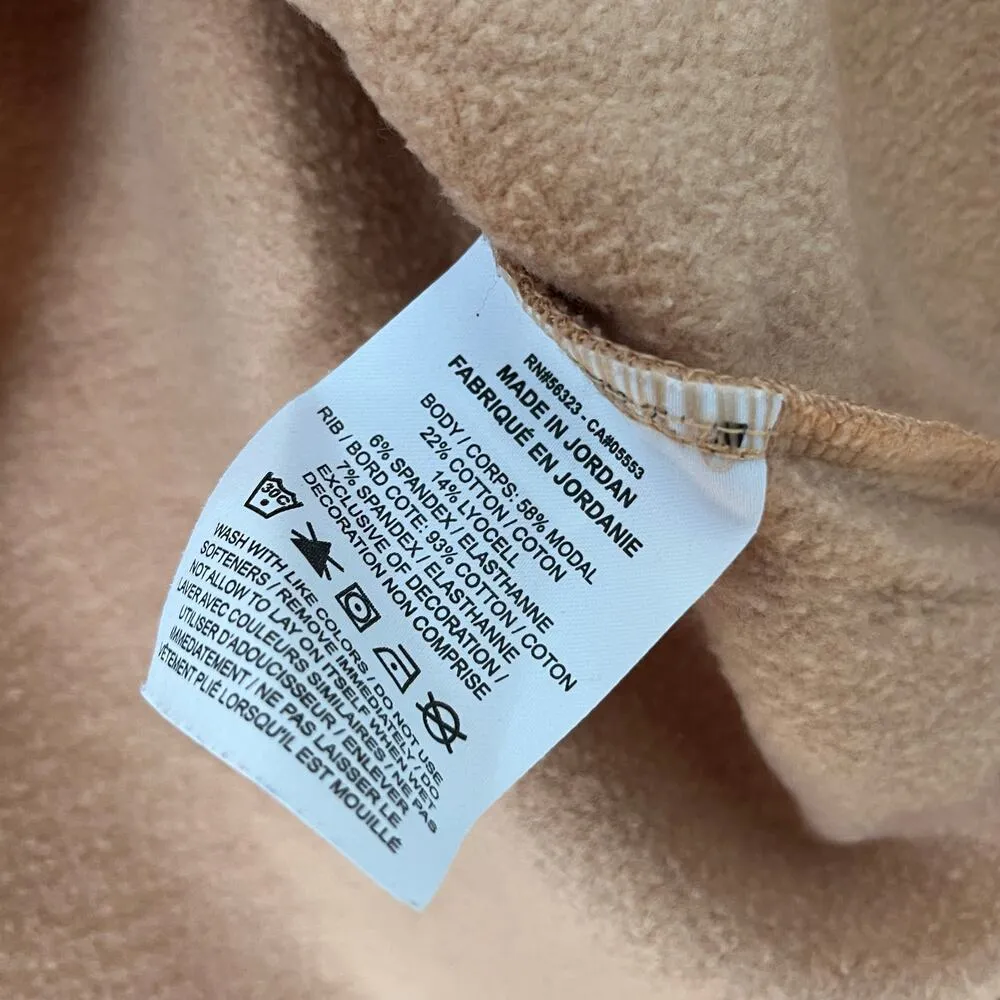 RN#56323 - CA#05553
MADE IN JORDAN
FABRIQUÉ EN JORDANIE
BODY / CORPS: 58% MODAL
22% COTTON / COTON
14% LYOCELL
6% SPANDEX / ELASTHANNE
RIB / BORD COTE: 93% COTTON / COTON
7% SPANDEX / ELASTHANNE
EXCLUSIVE OF DECORATION /
DECORATION NON COMPRISE
30C
WASH WITH LIKE COLORS / DO NOT USE
SOFTENERS / REMOVE IMMEDIATELY / DO
NOT ALLOW TO LAY ON ITSELF WHEN WET
LAVER AVEC COULEURS SIMILAIRES / NE PAS
UTILISER D'ADOUCISSEUR / ENLEVER
IMMEDIATEMENT / NE PAS LAISSER LE
VÊTEMENT PLIÉ LORSQU'IL EST MOUILLÉ